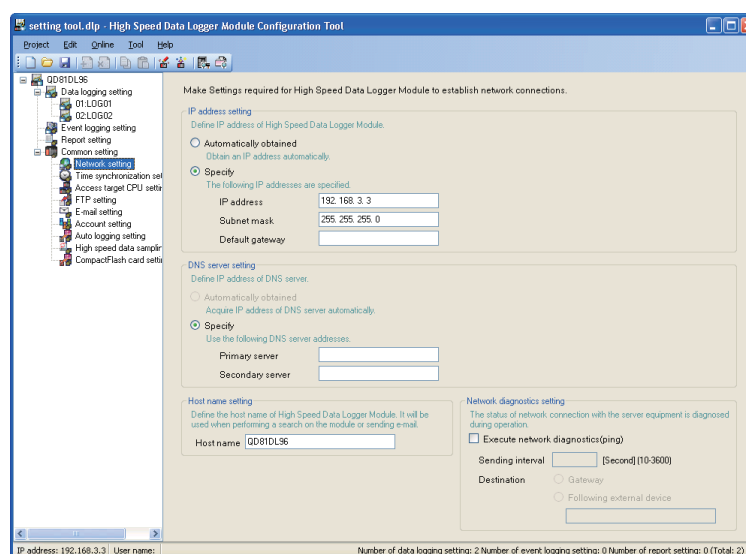 setting tool.dlp - High Speed Data Logger Module Configuration Tool
Project Edit Online Tool Help
QD81DL96
Data logging setting
01:LOG01
02:LOG02
Event logging setting
Report setting
Common setting
Network setting
Time synchronization set
Access target CPU settin
FTP setting
E-mail setting
Account setting
Auto logging setting
High speed data samplin
CompactFlash card settin
Make Settings required for High Speed Data Logger Module to establish network connections.
IP address setting
Define IP address of High Speed Data Logger Module.
Automatically obtained
Obtain an IP address automatically.
Specify
The following IP addresses are specified.
IP address 192. 168. 3. 3
Subnet mask 255. 255. 255. 0
Default gateway
DNS server setting
Define IP address of DNS server.
Automatically obtained
Acquire IP address of DNS server automatically.
Specify
Use the following DNS server addresses.
Primary server
Secondary server
Host name setting
Define the host name of High Speed Data Logger Module. It will be
used when performing a search on the module or sending e-mail.
Host name QD81DL96
Network diagnostics setting
The status of network connection with the server equipment is diagnosed
during operation.
Execute network diagnostics(ping)
Sending interval [Second] (10-3600)
Destination Gateway
Following external device
IP address: 192.168.3.3 User name: Number of data logging setting: 2 Number of event logging setting: 0 Number of report setting: 0 (Total: 2)